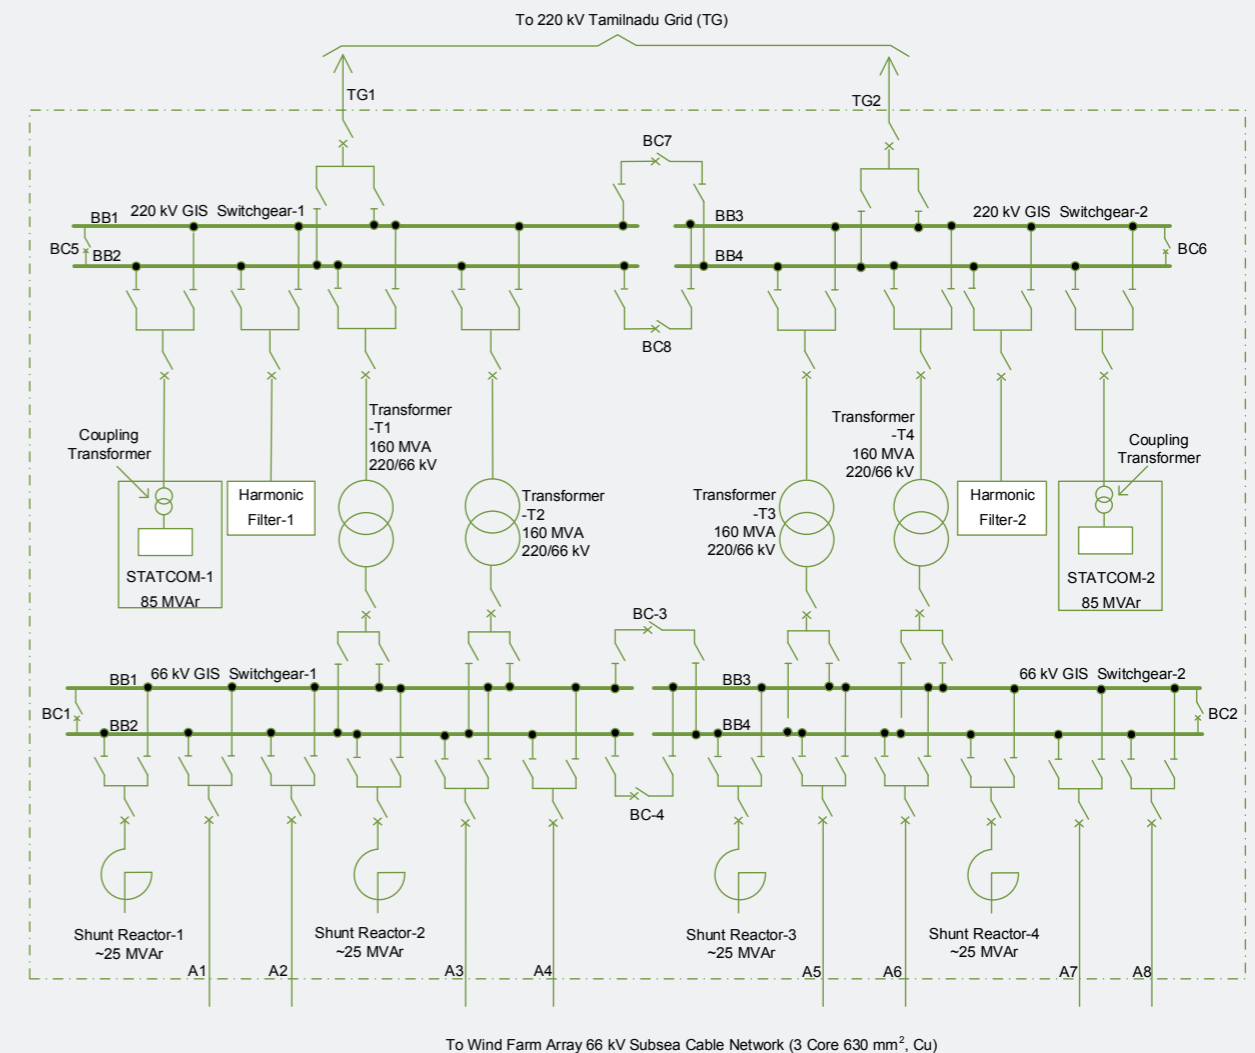 To 220 kV Tamilnadu Grid (TG)
TG1
TG2
BC7
BB1
220 kV GIS Switchgear-1
BB3
220 kV GIS Switchgear-2
BC5
BB2
BB4
BC6
BC8
Transformer
-T1
160 MVA
220/66 kV
Transformer
-T4
160 MVA
220/66 kV
Coupling
Transformer
Coupling
Transformer
Harmonic
Filter-1
Transformer
-T2
160 MVA
220/66 kV
Transformer
-T3
160 MVA
220/66 kV
Harmonic
Filter-2
STATCOM-1
85 MVAr
STATCOM-2
85 MVAr
BC-3
BB1
66 kV GIS Switchgear-1
BB3
66 kV GIS Switchgear-2
BC1
BB2
BB4
BC2
BC-4
Shunt Reactor-1
~25 MVAr
Shunt Reactor-2
~25 MVAr
Shunt Reactor-3
~25 MVAr
Shunt Reactor-4
~25 MVAr
A1
A2
A3
A4
A5
A6
A7
A8
To Wind Farm Array 66 kV Subsea Cable Network (3 Core 630 mm², Cu)